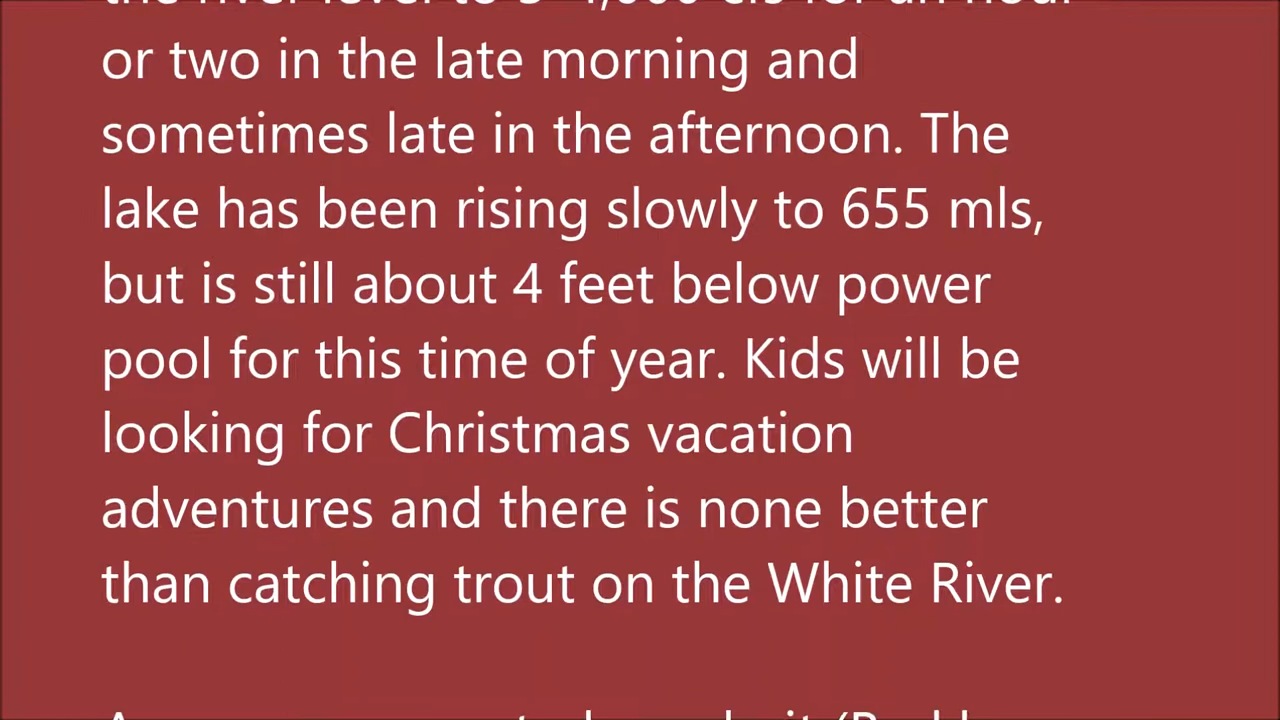 or two in the late morning and
sometimes late in the afternoon. The
lake has been rising slowly to 655 mls,
but is still about 4 feet below power
pool for this time of year. Kids will be
looking for Christmas vacation
adventures and there is none better
than catching trout on the White River.